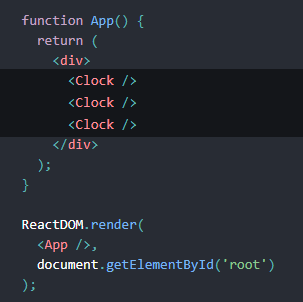 function App() {
  return (
    <div>
      <Clock />
      <Clock />
      <Clock />
    </div>
  );
}

ReactDOM.render(
  <App />,
  document.getElementById('root')
);